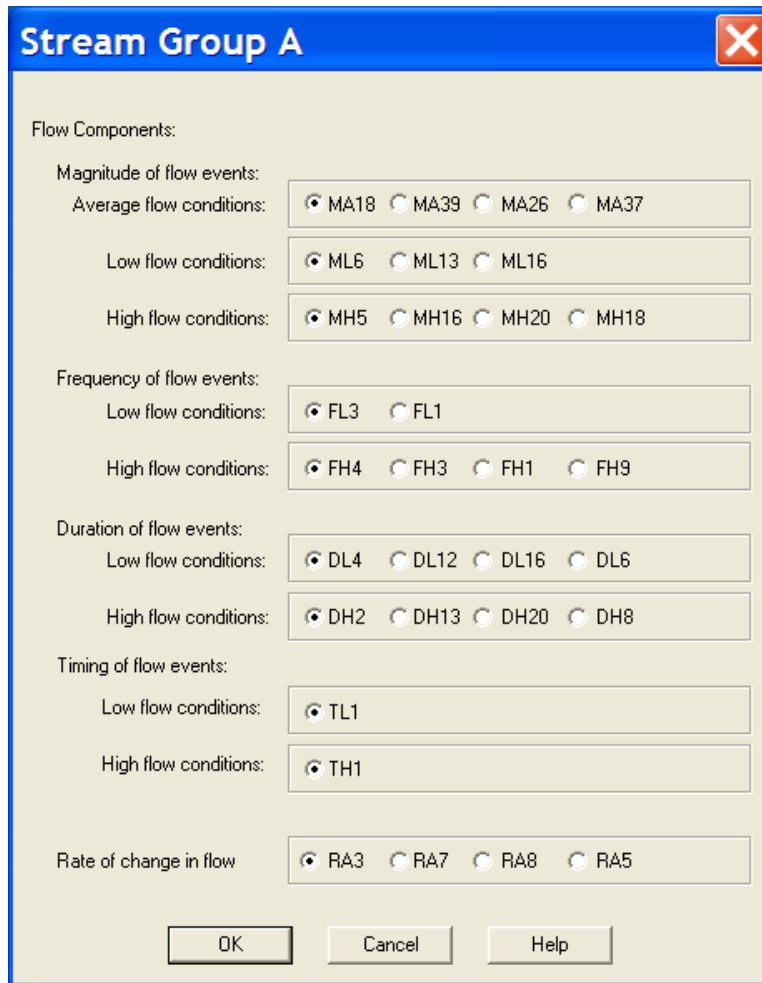 Stream Group A
Flow Components:
Magnitude of flow events:
Average flow conditions: MA18 MA39 MA26 MA37
Low flow conditions: ML6 ML13 ML16
High flow conditions: MH5 MH16 MH20 MH18
Frequency of flow events:
Low flow conditions: FL3 FL1
High flow conditions: FH4 FH3 FH1 FH9
Duration of flow events:
Low flow conditions: DL4 DL12 DL16 DL6
High flow conditions: DH2 DH13 DH20 DH8
Timing of flow events:
Low flow conditions: TL1
High flow conditions: TH1
Rate of change in flow RA3 RA7 RA8 RA5
OK Cancel Help